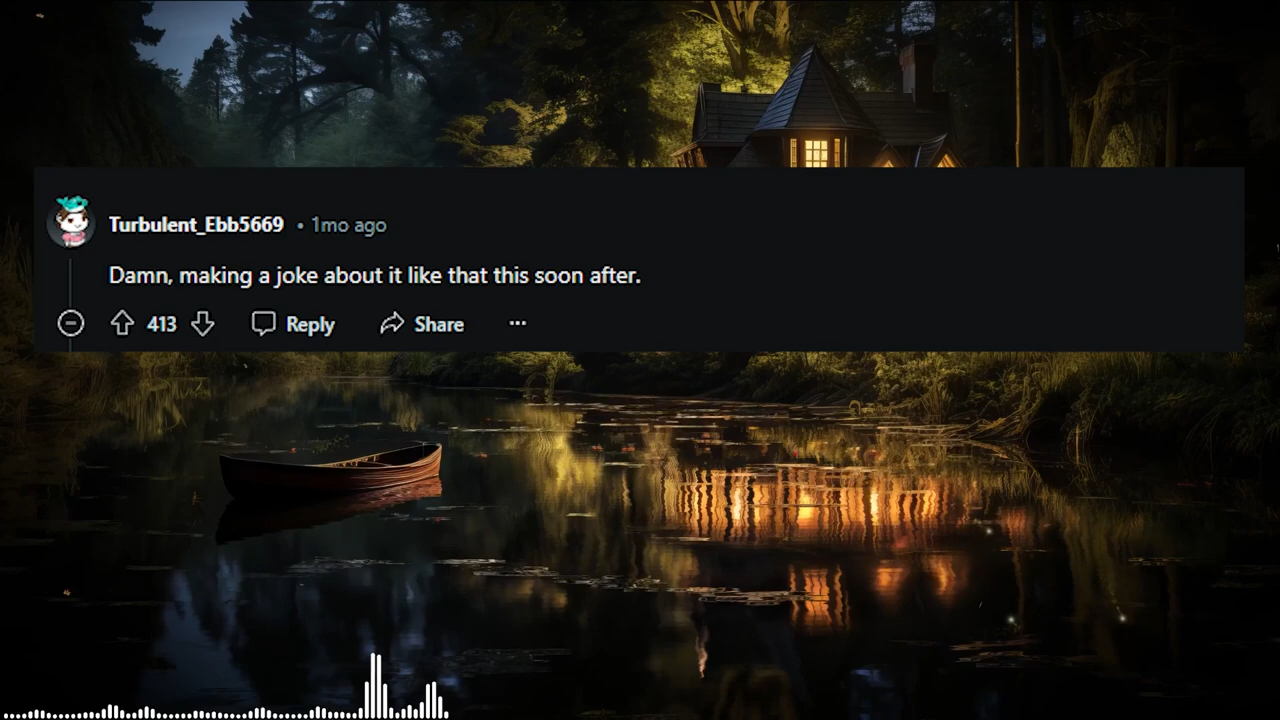 Turbulent_Ebb5669 • 1mo ago
Damn, making a joke about it like that this soon after.
413 Reply Share ...